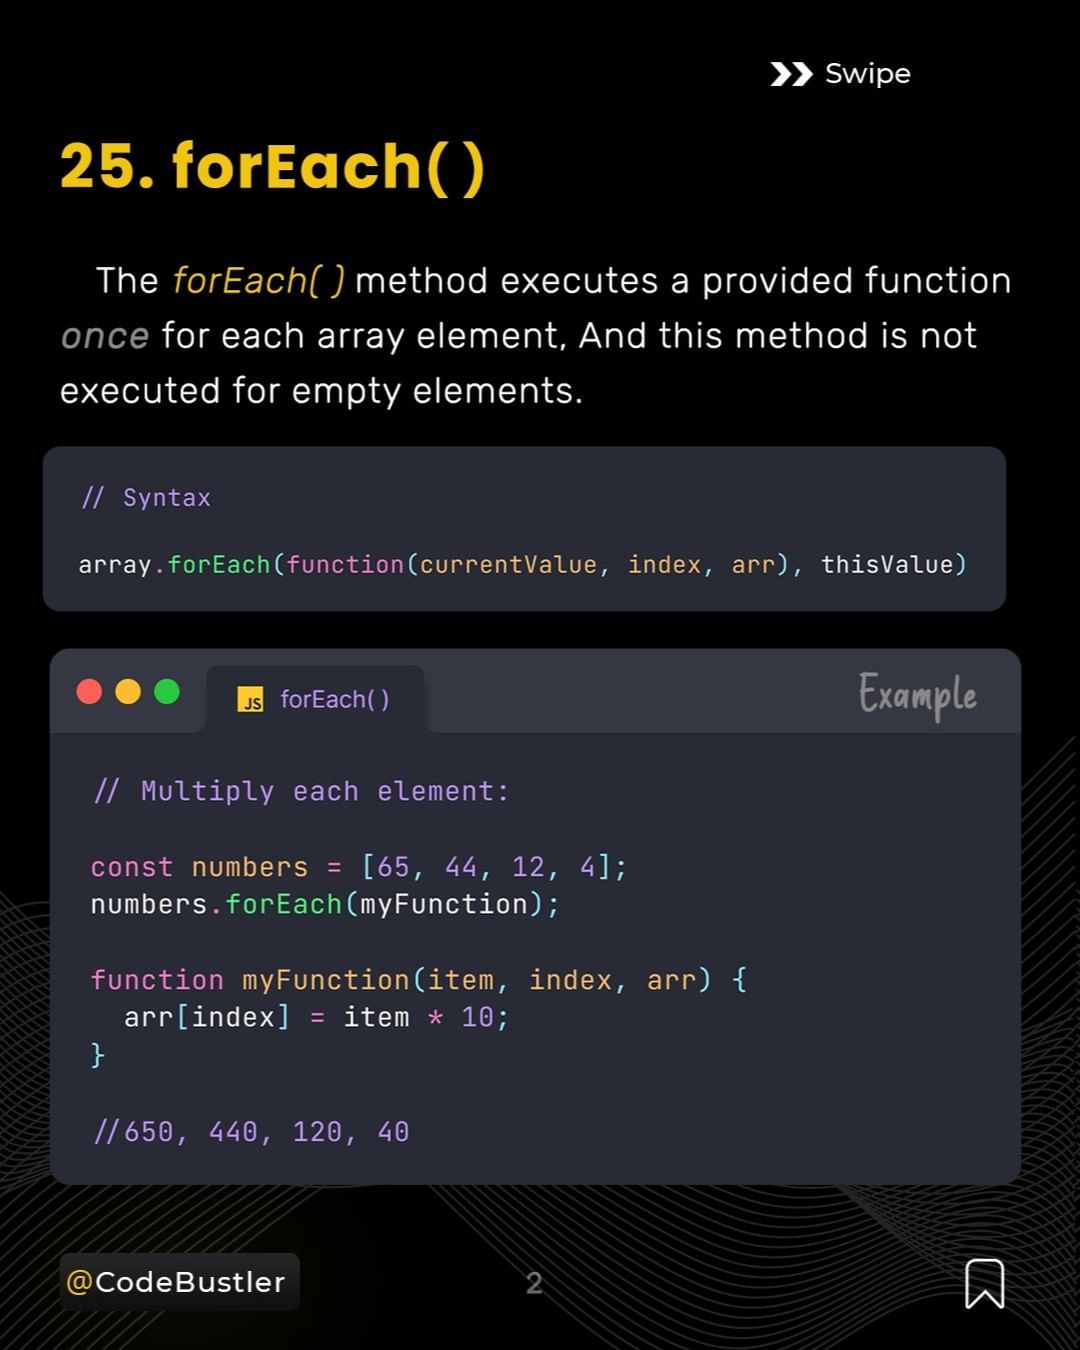 Swipe
25. forEach( )
The forEach( ) method executes a provided function
once for each array element, And this method is not
executed for empty elements.
// Syntax
array.forEach(function(currentValue, index, arr), thisValue)
JS forEach( )
Example
// Multiply each element:
const numbers = [65, 44, 12, 4];
numbers.forEach(myFunction);
function myFunction(item, index, arr) {
  arr[index] = item * 10;
}
//650, 440, 120, 40
@CodeBustler
2